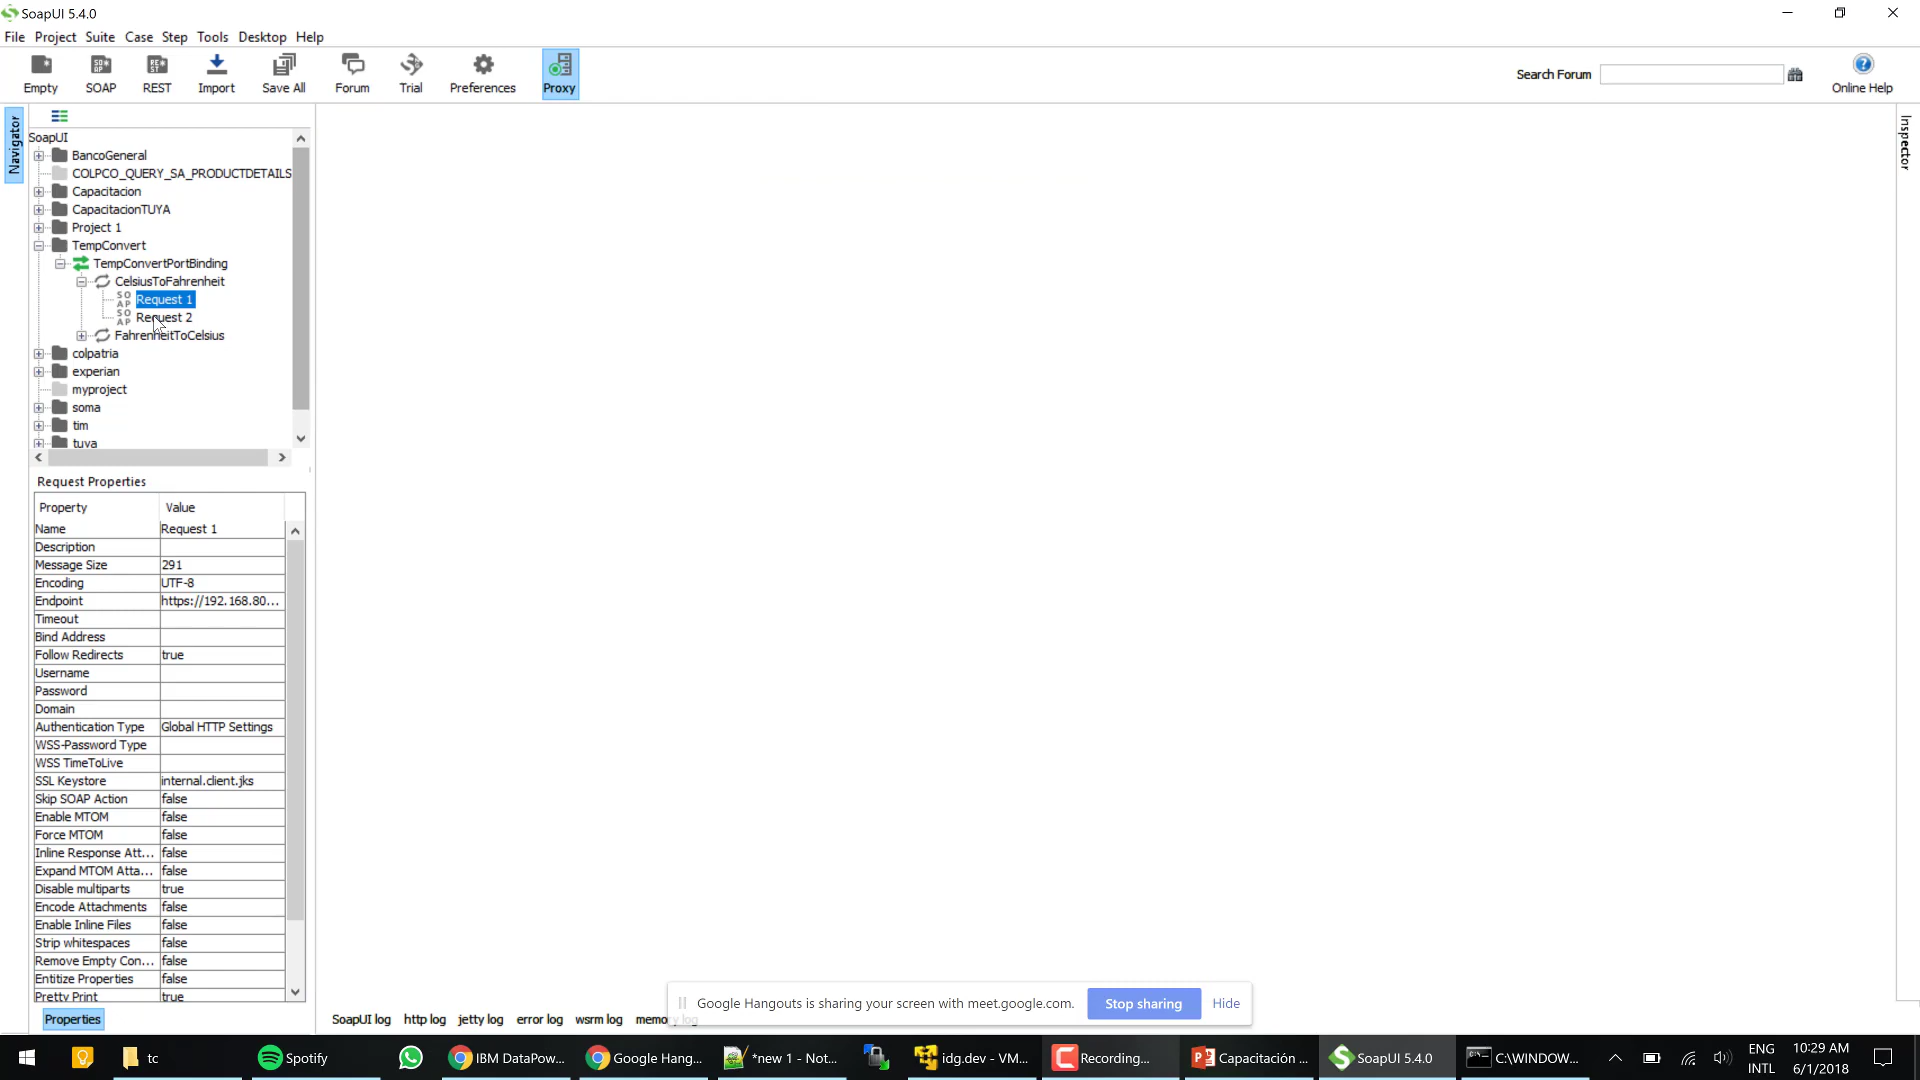 SoapUI 5.4.0
File Project Suite Case Step Tools Desktop Help
Empty SOAP REST Import Save All Forum Trial Preferences Proxy
Search Forum
Online Help
Navigator
Inspector
SoapUI
BancoGeneral
COLPCO_QUERY_SA_PRODUCTDETAILS
Capacitacion
CapacitacionTUYA
Project 1
TempConvert
TempConvertPortBinding
CelsiusToFahrenheit
Request 1
Request 2
FahrenheitToCelsius
colpatria
experian
myproject
soma
tim
tuya
Request Properties
Property Value
Name Request 1
Description
Message Size 291
Encoding UTF-8
Endpoint https://192.168.80...
Timeout
Bind Address
Follow Redirects true
Username
Password
Domain
Authentication Type Global HTTP Settings
WSS-Password Type
WSS TimeToLive
SSL Keystore internal.client.jks
Skip SOAP Action false
Enable MTOM false
Force MTOM false
Inline Response Att... false
Expand MTOM Atta... false
Disable multiparts true
Encode Attachments false
Enable Inline Files false
Strip whitespaces false
Remove Empty Con... false
Entitize Properties false
Pretty Print true
Properties
Google Hangouts is sharing your screen with meet.google.com. Stop sharing Hide
SoapUI log http log jetty log error log wsrm log memory log
tc Spotify IBM DataPow... Google Hang... *new 1 - Not... idg.dev - VM... Recording... Capacitación ... SoapUI 5.4.0 C:\WINDOW...
ENG 10:29 AM
INTL 6/1/2018